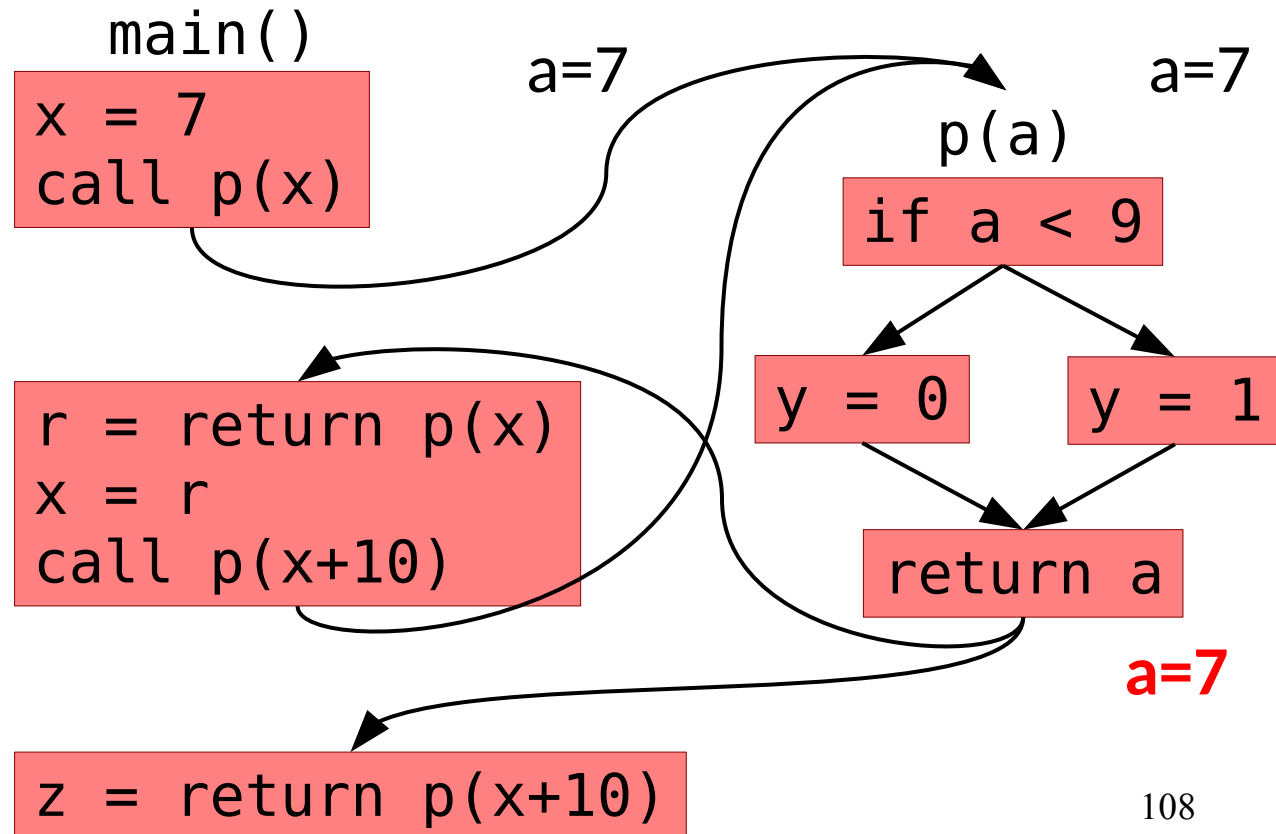 main()
x = 7
call p(x)
a=7
a=7
p(a)
if a < 9
y = 0
y = 1
r = return p(x)
x = r
call p(x+10)
return a
a=7
z = return p(x+10)
108